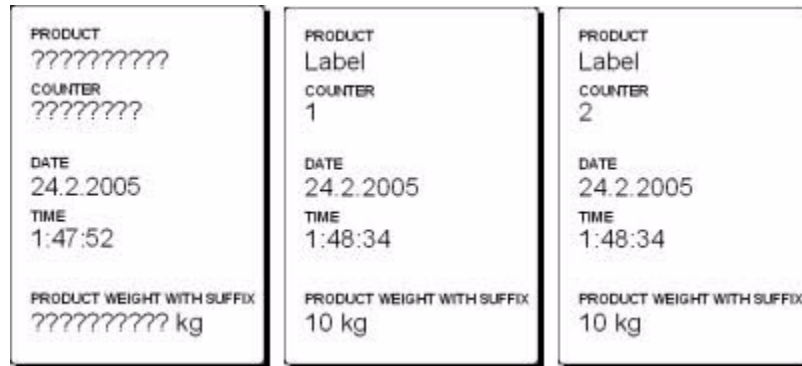 PRODUCT
??????????
COUNTER
????????
DATE
24.2.2005
TIME
1:47:52
PRODUCT WEIGHT WITH SUFFIX
?????????? kg
PRODUCT
Label
COUNTER
1
DATE
24.2.2005
TIME
1:48:34
PRODUCT WEIGHT WITH SUFFIX
10 kg
PRODUCT
Label
COUNTER
2
DATE
24.2.2005
TIME
1:48:34
PRODUCT WEIGHT WITH SUFFIX
10 kg